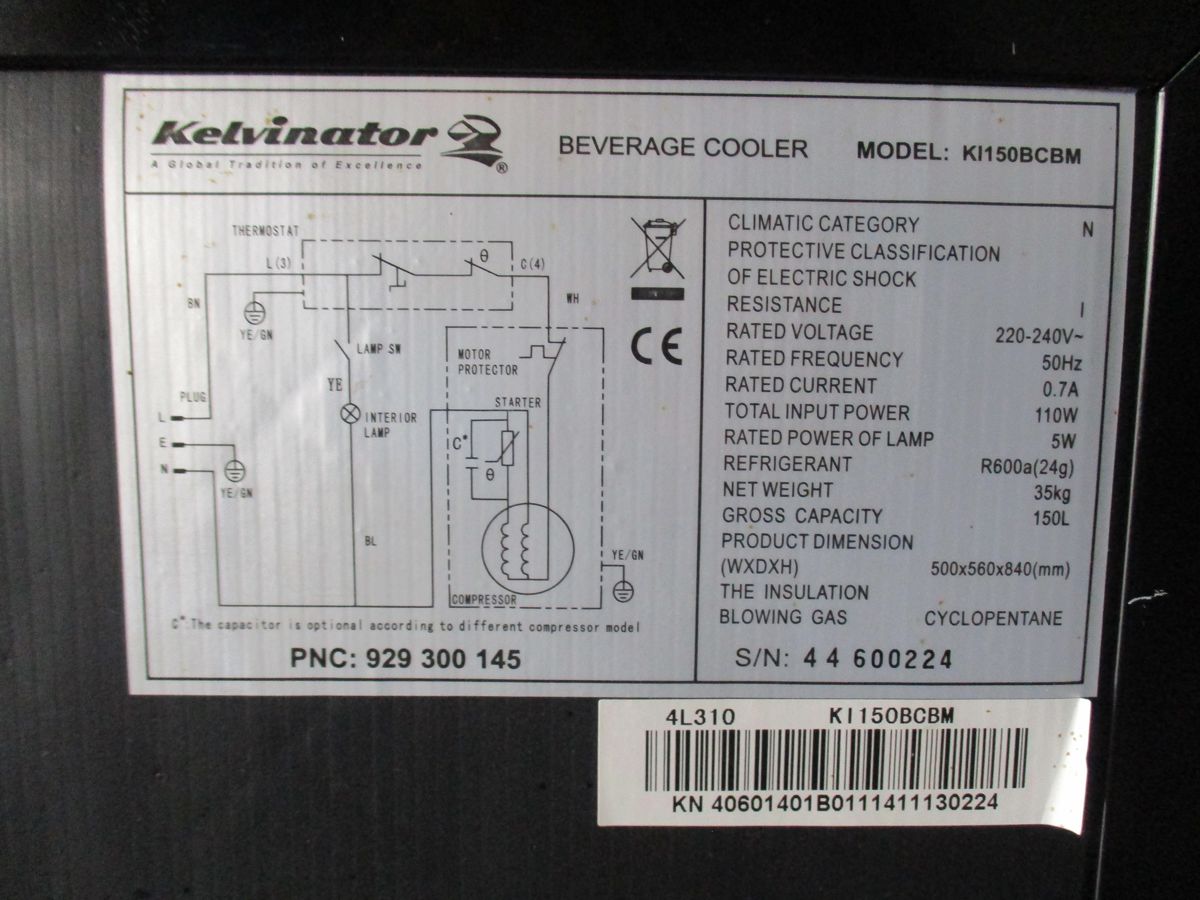 Kelvinator ®
A Global Tradition of Excellence
BEVERAGE COOLER
MODEL: KI150BCBM
THERMOSTAT
L(3)
θ
C(4)
BN
YE/GN
WH
LAMP SW
MOTOR
PROTECTOR
YE
PLUG
STARTER
L
INTERIOR
LAMP
C*
E
θ
N
YE/GN
BL
YE/GN
COMPRESSOR
C*.The capacitor is optional according to different compressor model
PNC: 929 300 145
CE
CLIMATIC CATEGORY N
PROTECTIVE CLASSIFICATION
OF ELECTRIC SHOCK
RESISTANCE I
RATED VOLTAGE 220-240V~
RATED FREQUENCY 50Hz
RATED CURRENT 0.7A
TOTAL INPUT POWER 110W
RATED POWER OF LAMP 5W
REFRIGERANT R600a(24g)
NET WEIGHT 35kg
GROSS CAPACITY 150L
PRODUCT DIMENSION
(WXDXH) 500x560x840(mm)
THE INSULATION
BLOWING GAS CYCLOPENTANE
S/N: 44 600224
4L310 KI150BCBM
KN 40601401B0111411130224